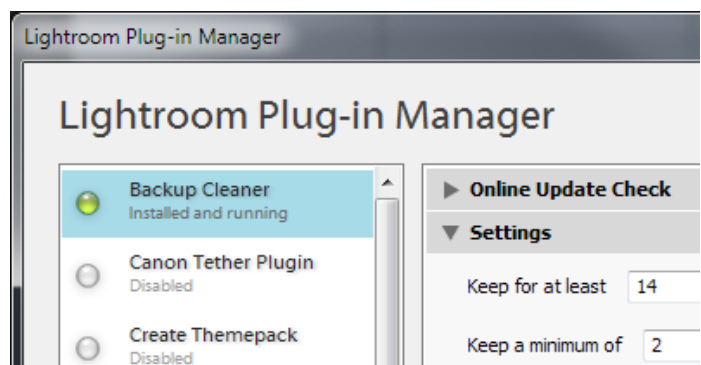 Lightroom Plug-in Manager
Lightroom Plug-in Manager
Backup Cleaner
Installed and running
Canon Tether Plugin
Disabled
Create Themepack
Disabled
Online Update Check
Settings
Keep for at least 14
Keep a minimum of 2